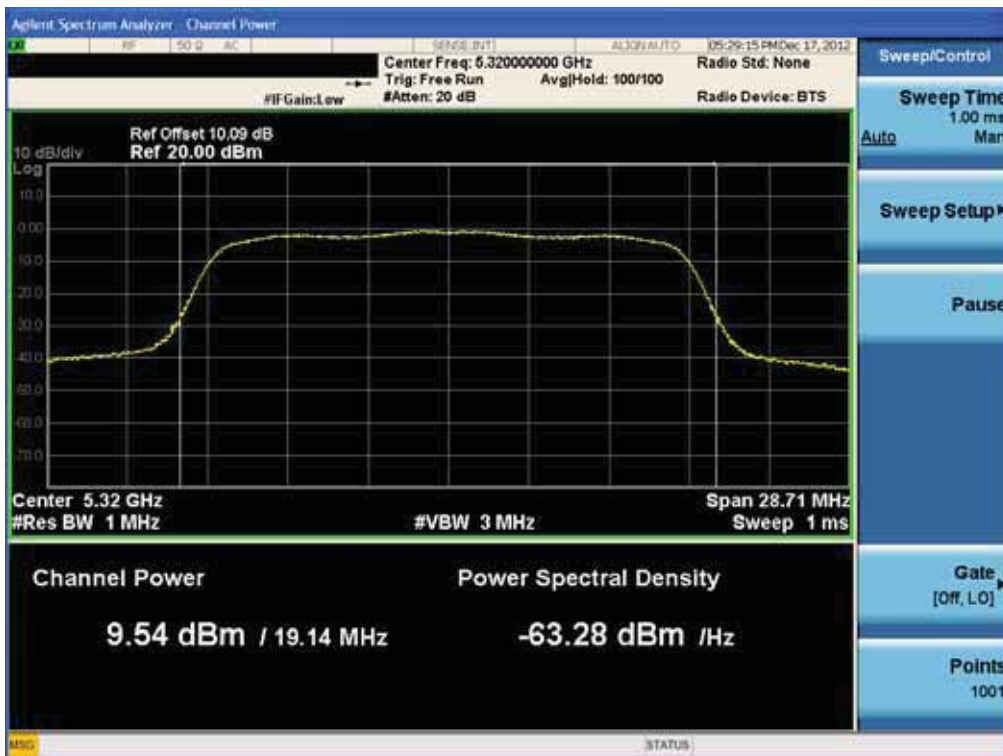 Agilent Spectrum Analyzer - Channel Power
RF 50 Ω AC SENSE:INT ALIGN AUTO 05:29:15 PM Dec 17, 2012
Center Freq: 5.320000000 GHz Radio Std: None
Trig: Free Run Avg|Hold: 100/100
#IFGain:Low #Atten: 20 dB Radio Device: BTS
Ref Offset 10.09 dB
10 dB/div Ref 20.00 dBm
Log
10.0
0.00
-10.0
-20.0
-30.0
-40.0
-50.0
-60.0
-70.0
Center 5.32 GHz Span 28.71 MHz
#Res BW 1 MHz #VBW 3 MHz Sweep 1 ms
Channel Power Power Spectral Density
9.54 dBm / 19.14 MHz -63.28 dBm /Hz
MSG STATUS
Sweep/Control
Sweep Time
1.00 ms
Auto Man
Sweep Setup
Pause
Gate
[Off, LO]
Points
1001